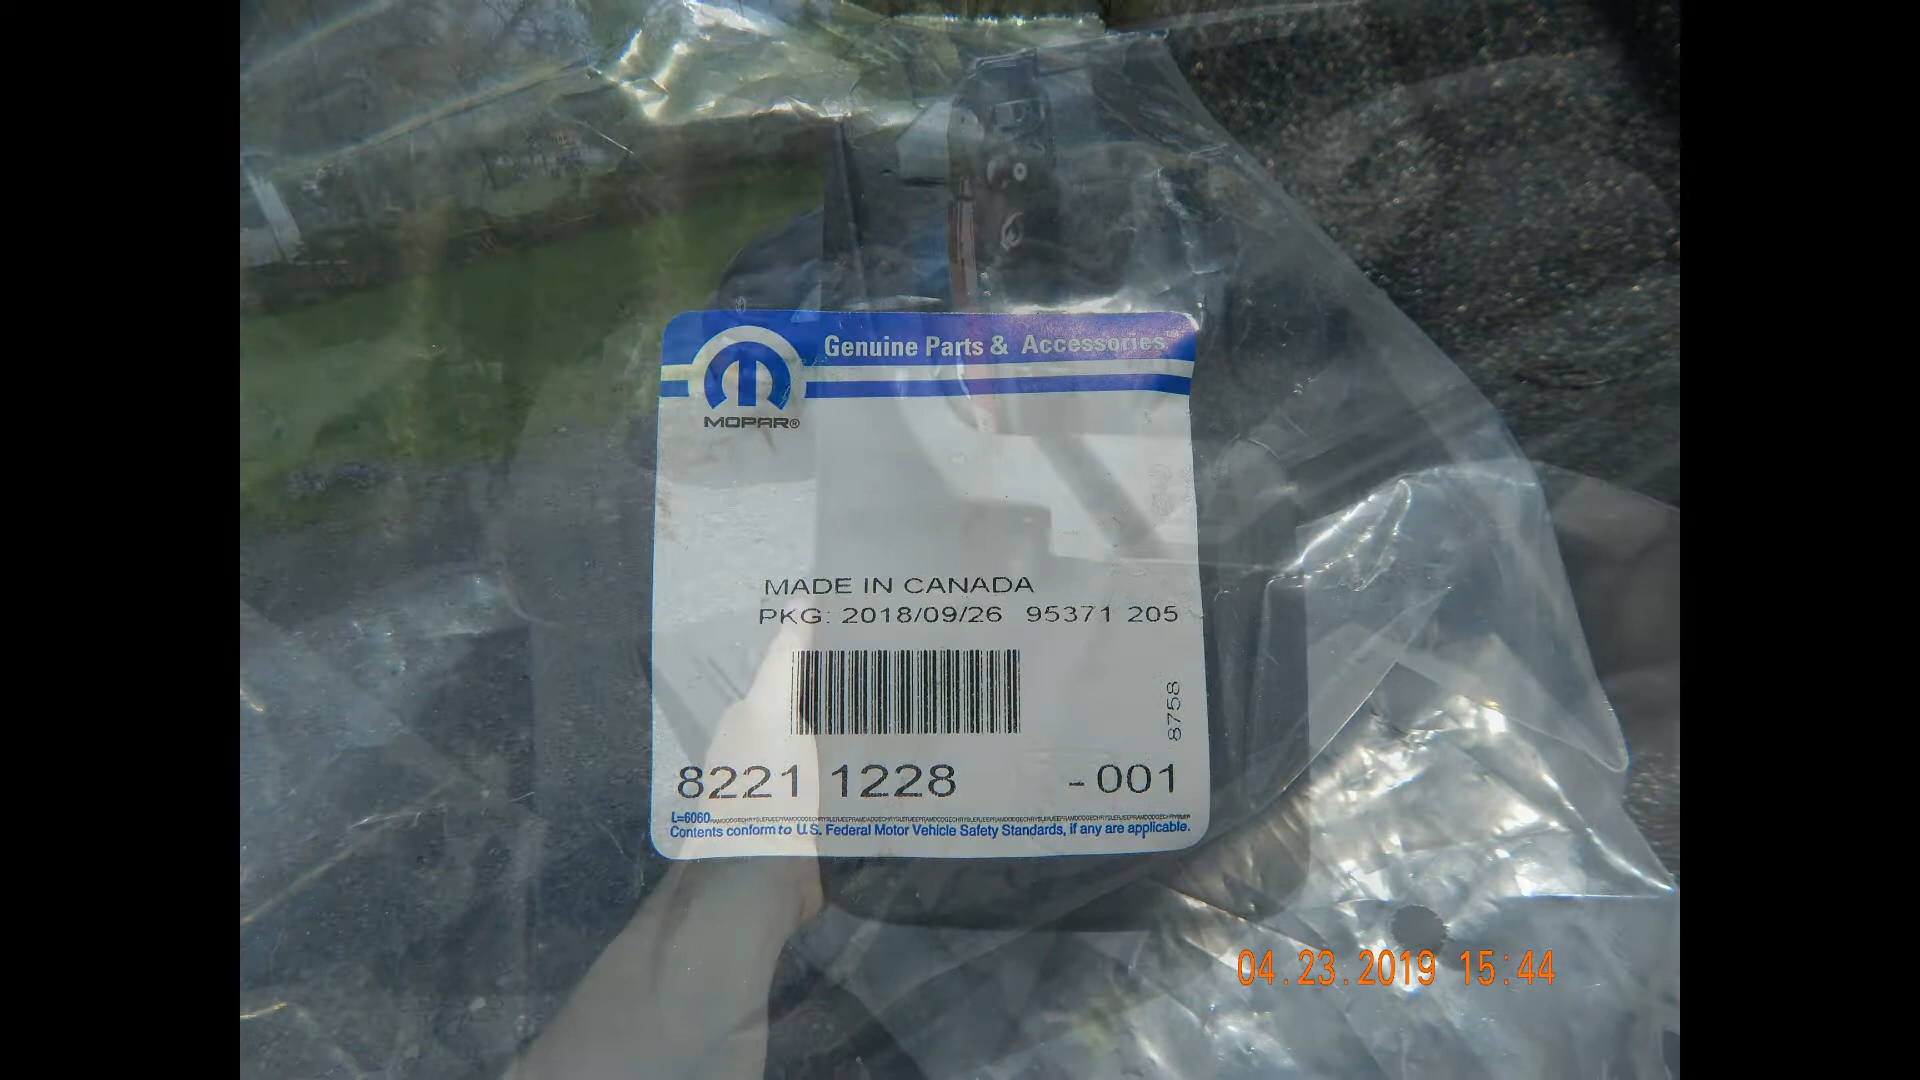 Genuine Parts & Accessories™
MOPAR®
MADE IN CANADA
PKG: 2018/09/26 95371 205
8758
8221 1228 -001
L=6060
Contents conform to U.S. Federal Motor Vehicle Safety Standards, if any are applicable.
04.23.2019 15:44